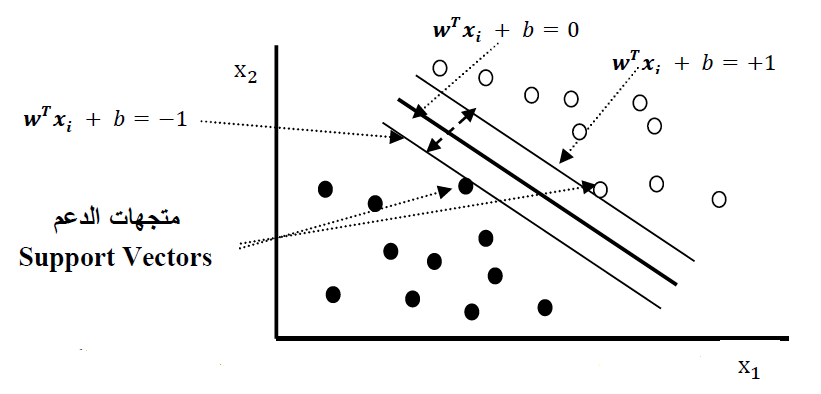 wᵀxᵢ + b = 0
wᵀxᵢ + b = +1
x₂
wᵀxᵢ + b = −1
متجهات الدعم
Support Vectors
x₁